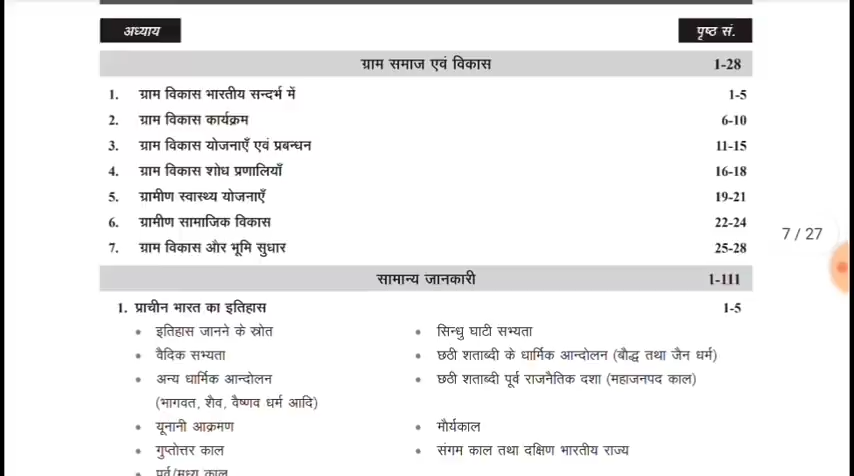 अध्याय पृष्ठ सं.
ग्राम समाज एवं विकास 1-28
1. ग्राम विकास भारतीय सन्दर्भ में 1-5
2. ग्राम विकास कार्यक्रम 6-10
3. ग्राम विकास योजनाएँ एवं प्रबन्धन 11-15
4. ग्राम विकास शोध प्रणालियाँ 16-18
5. ग्रामीण स्वास्थ्य योजनाएँ 19-21
6. ग्रामीण सामाजिक विकास 22-24
7. ग्राम विकास और भूमि सुधार 25-28
7 / 27
सामान्य जानकारी 1-111
1. प्राचीन भारत का इतिहास 1-5
• इतिहास जानने के स्रोत • सिन्धु घाटी सभ्यता
• वैदिक सभ्यता • छठी शताब्दी के धार्मिक आन्दोलन (बौद्ध तथा जैन धर्म)
• अन्य धार्मिक आन्दोलन • छठी शताब्दी पूर्व राजनैतिक दशा (महाजनपद काल)
(भागवत, शैव, वैष्णव धर्म आदि)
• यूनानी आक्रमण • मौर्यकाल
• गुप्तोत्तर काल • संगम काल तथा दक्षिण भारतीय राज्य
• पूर्व/मध्य काल